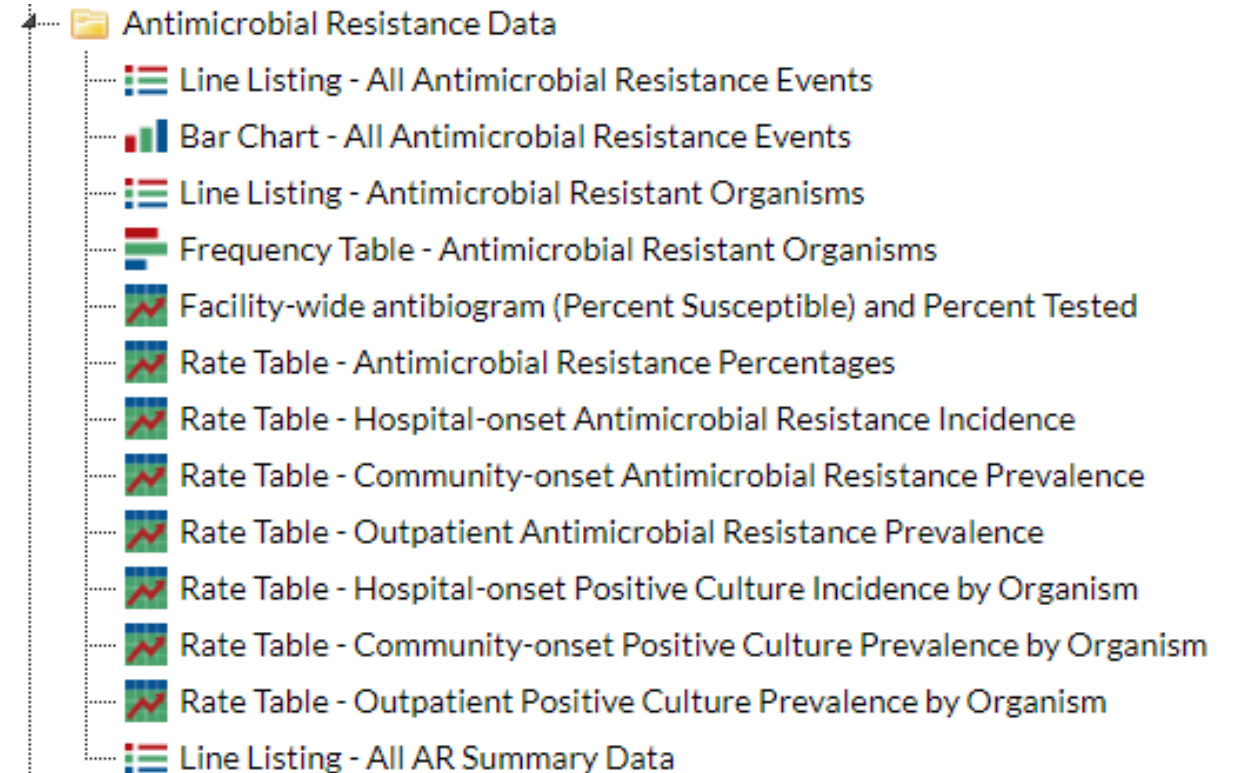 Antimicrobial Resistance Data
Line Listing - All Antimicrobial Resistance Events
Bar Chart - All Antimicrobial Resistance Events
Line Listing - Antimicrobial Resistant Organisms
Frequency Table - Antimicrobial Resistant Organisms
Facility-wide antibiogram (Percent Susceptible) and Percent Tested
Rate Table - Antimicrobial Resistance Percentages
Rate Table - Hospital-onset Antimicrobial Resistance Incidence
Rate Table - Community-onset Antimicrobial Resistance Prevalence
Rate Table - Outpatient Antimicrobial Resistance Prevalence
Rate Table - Hospital-onset Positive Culture Incidence by Organism
Rate Table - Community-onset Positive Culture Prevalence by Organism
Rate Table - Outpatient Positive Culture Prevalence by Organism
Line Listing - All AR Summary Data